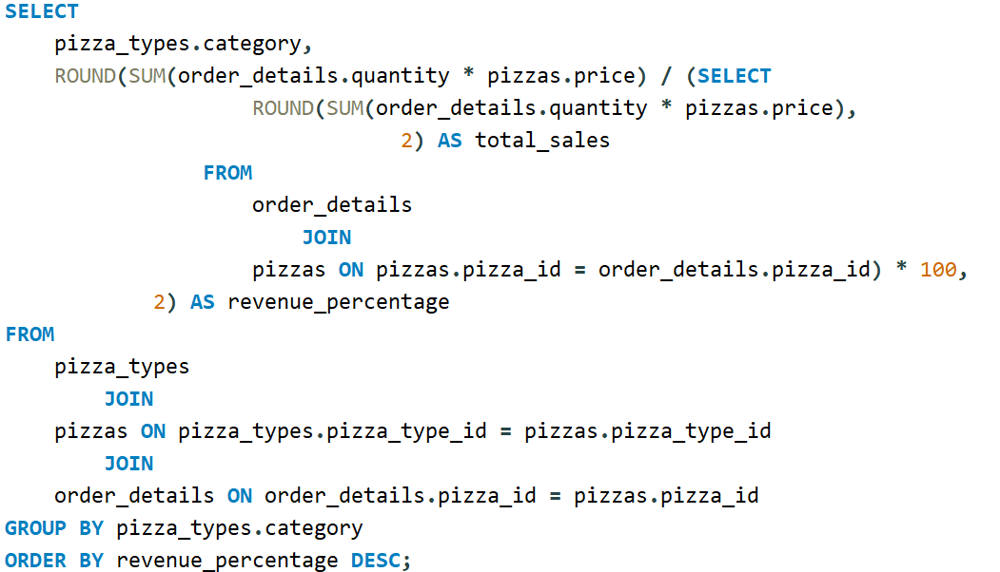 SELECT
    pizza_types.category,
    ROUND(SUM(order_details.quantity * pizzas.price) / (SELECT
                    ROUND(SUM(order_details.quantity * pizzas.price),
                                2) AS total_sales
                FROM
                    order_details
                        JOIN
                    pizzas ON pizzas.pizza_id = order_details.pizza_id) * 100,
            2) AS revenue_percentage
FROM
    pizza_types
        JOIN
    pizzas ON pizza_types.pizza_type_id = pizzas.pizza_type_id
        JOIN
    order_details ON order_details.pizza_id = pizzas.pizza_id
GROUP BY pizza_types.category
ORDER BY revenue_percentage DESC;